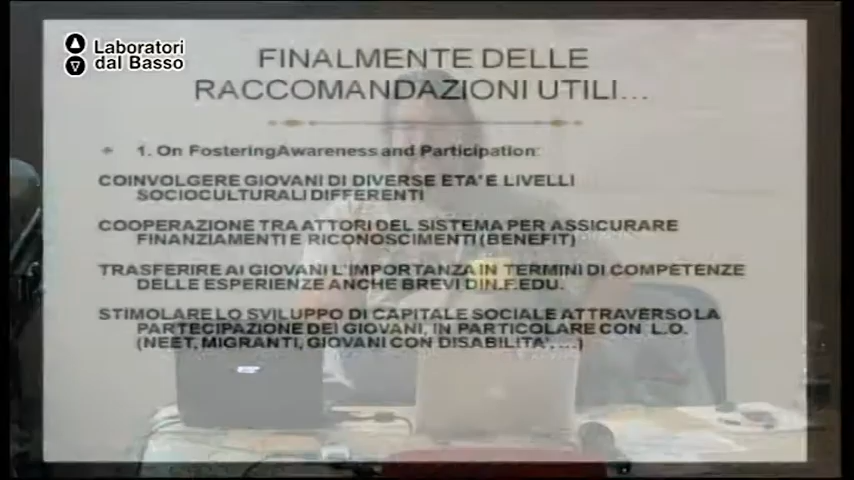 Laboratori
dal Basso
FINALMENTE DELLE
RACCOMANDAZIONI UTILI...
1. On FosteringAwareness and Participation:
COINVOLGERE GIOVANI DI DIVERSE ETA' E LIVELLI
SOCIOCULTURALI DIFFERENTI
COOPERAZIONE TRA ATTORI DEL SISTEMA PER ASSICURARE
FINANZIAMENTI E RICONOSCIMENTI (BENEFIT)
TRASFERIRE AI GIOVANI L'IMPORTANZA IN TERMINI DI COMPETENZE
DELLE ESPERIENZE ANCHE BREVI DI N.F.EDU.
STIMOLARE LO SVILUPPO DI CAPITALE SOCIALE ATTRAVERSO LA
PARTECIPAZIONE DEI GIOVANI, IN PARTICOLARE CON L.O.
(NEET, MIGRANTI, GIOVANI CON DISABILITA', ...)